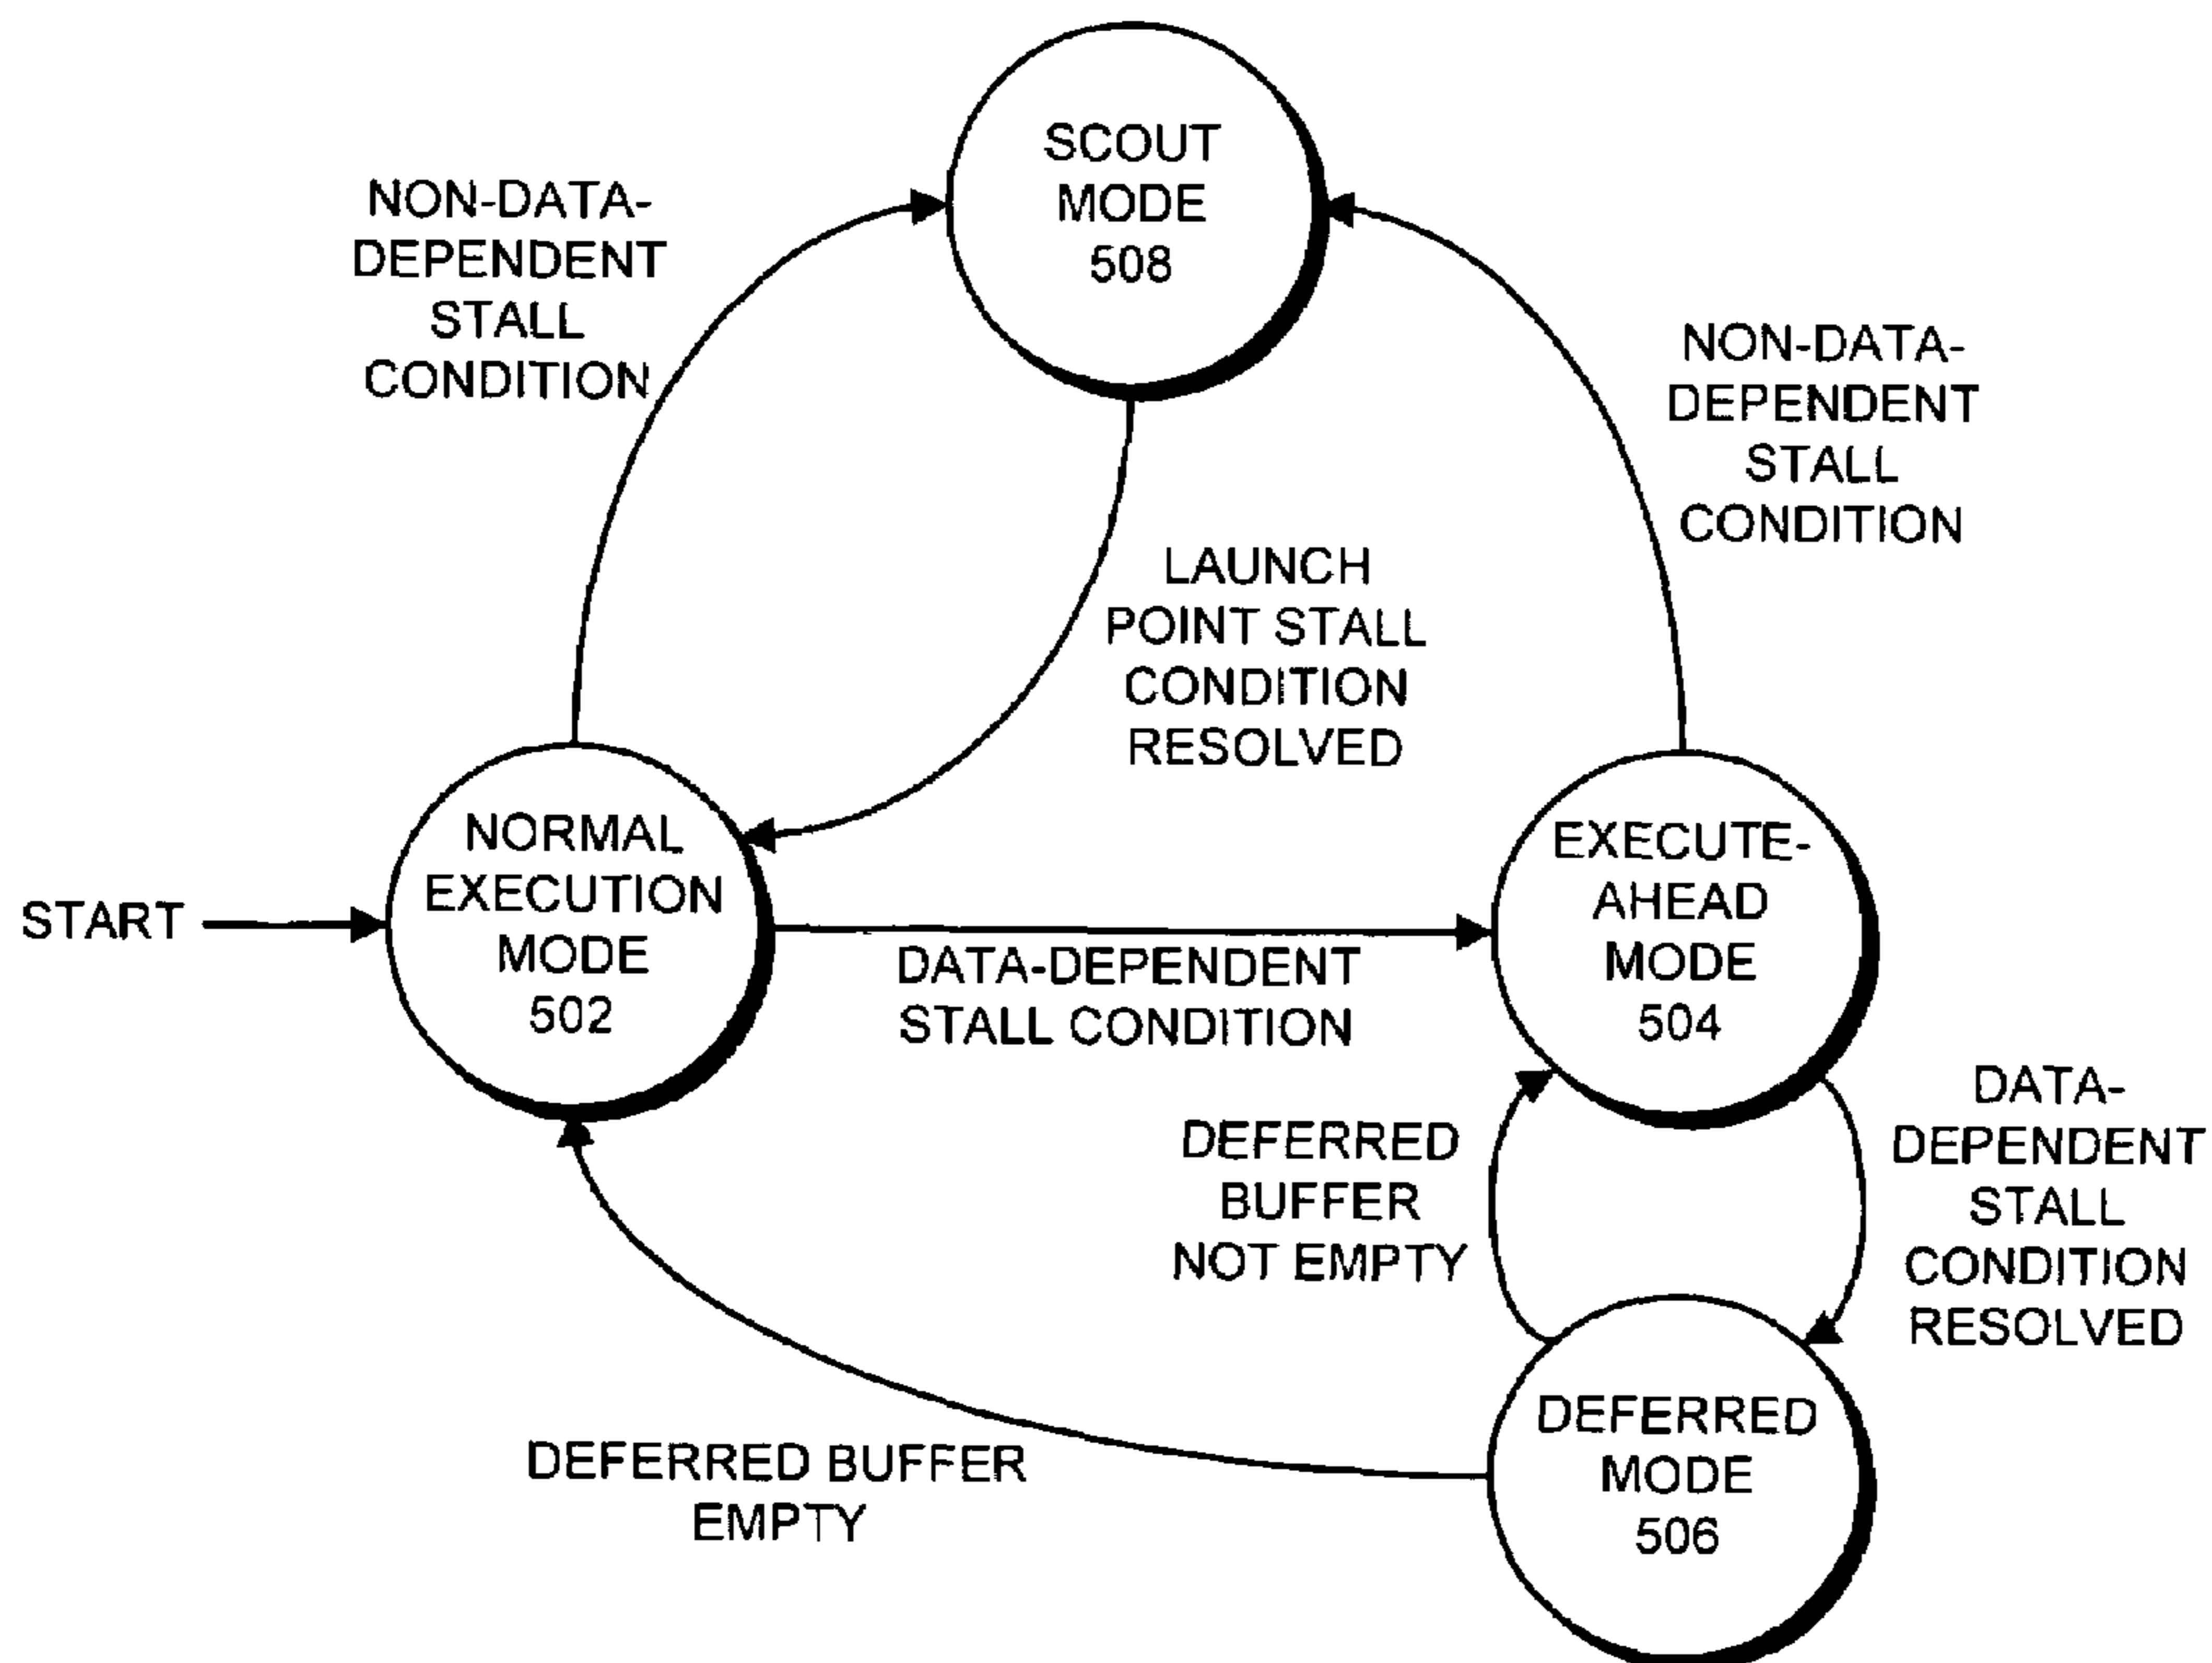 SCOUT
MODE
508
NON-DATA-
DEPENDENT
STALL
CONDITION
NON-DATA-
DEPENDENT
STALL
CONDITION
LAUNCH
POINT STALL
CONDITION
RESOLVED
START
NORMAL
EXECUTION
MODE
502
DATA-DEPENDENT
STALL CONDITION
EXECUTE-
AHEAD
MODE
504
DEFERRED
BUFFER
NOT EMPTY
DATA-
DEPENDENT
STALL
CONDITION
RESOLVED
DEFERRED BUFFER
EMPTY
DEFERRED
MODE
506